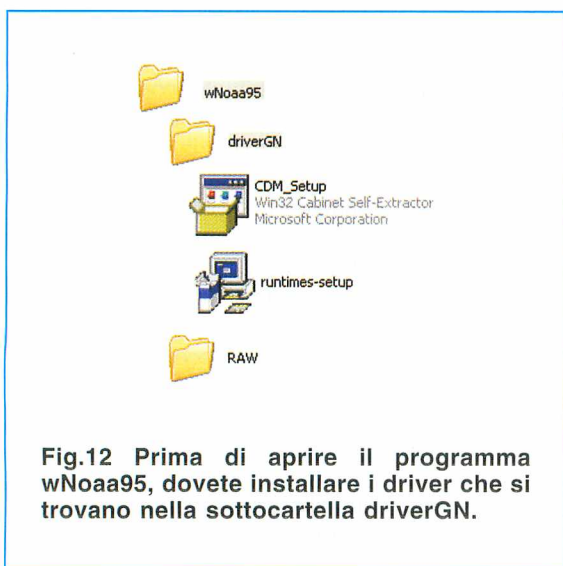 wNoaa95
driverGN
CDM_Setup
Win32 Cabinet Self-Extractor
Microsoft Corporation
runtimes-setup
RAW
Fig.12 Prima di aprire il programma
wNoaa95, dovete installare i driver che si
trovano nella sottocartella driverGN.